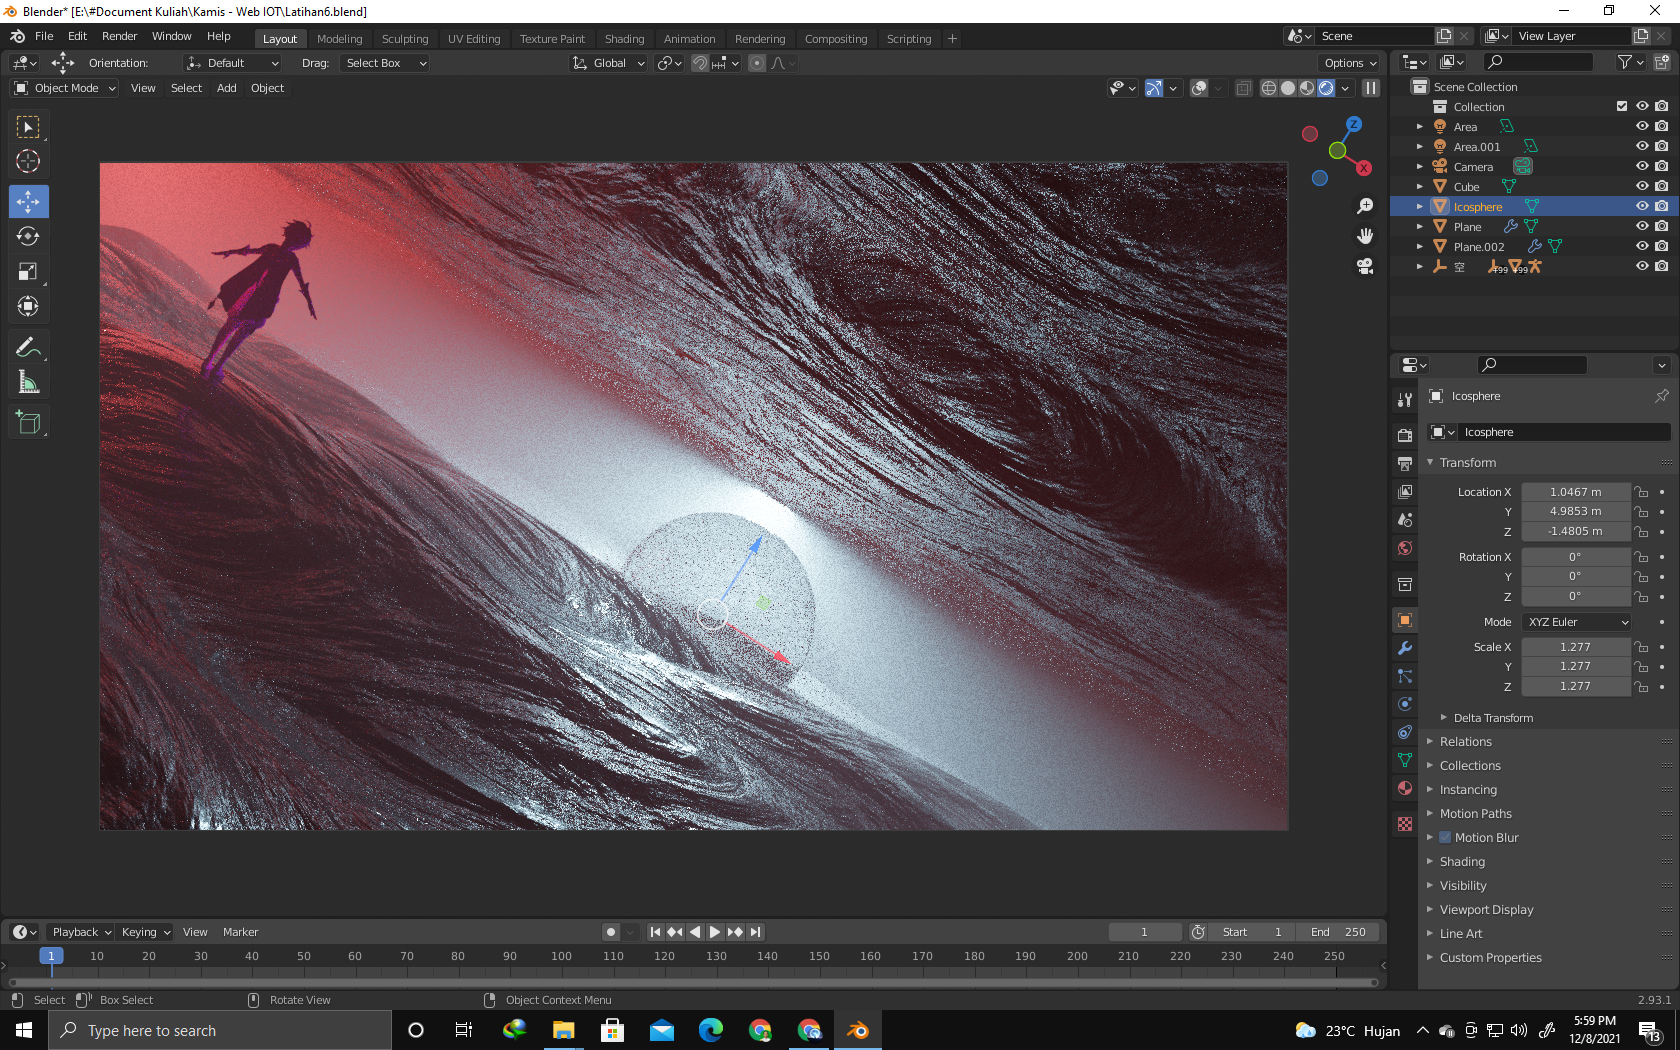 Blender* [E:\#Document Kuliah\Kamis - Web IOT\Latihan6.blend]
File Edit Render Window Help Layout Modeling Sculpting UV Editing Texture Paint Shading Animation Rendering Compositing Scripting + Scene View Layer
Orientation: Default Drag: Select Box Global Options
Object Mode View Select Add Object
Z
X
Scene Collection
Collection
Area
Area.001
Camera
Cube
Icosphere
Plane
Plane.002
空 +99 +99
Icosphere
Icosphere
Transform
Location X 1.0467 m
Y 4.9853 m
Z -1.4805 m
Rotation X 0°
Y 0°
Z 0°
Mode XYZ Euler
Scale X 1.277
Y 1.277
Z 1.277
Delta Transform
Relations
Collections
Instancing
Motion Paths
Motion Blur
Shading
Visibility
Viewport Display
Line Art
Custom Properties
Playback Keying View Marker 1 Start 1 End 250
1 10 20 30 40 50 60 70 80 90 100 110 120 130 140 150 160 170 180 190 200 210 220 230 240 250
Select Box Select Rotate View Object Context Menu 2.93.1
Type here to search 23°C Hujan 5:59 PM
12/8/2021 13